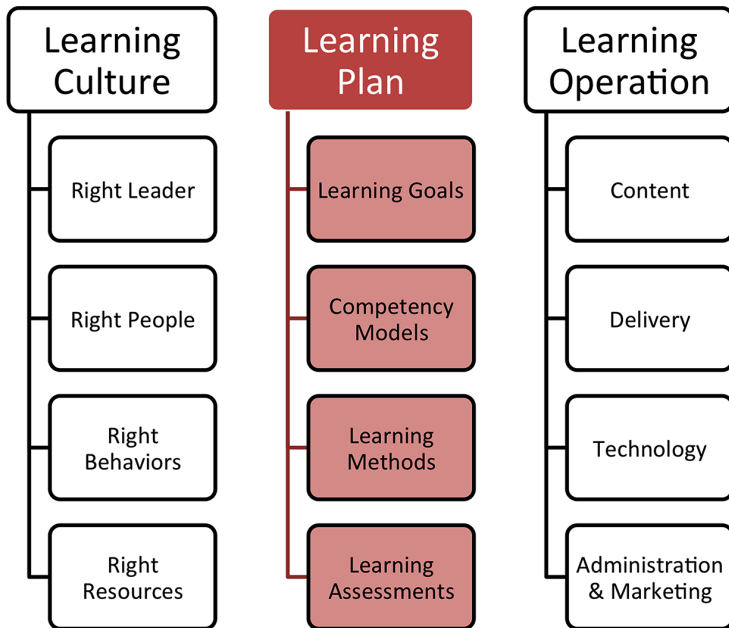 Learning
Culture
Right Leader
Right People
Right
Behaviors
Right
Resources
Learning
Plan
Learning Goals
Competency
Models
Learning
Methods
Learning
Assessments
Learning
Operation
Content
Delivery
Technology
Administration
& Marketing